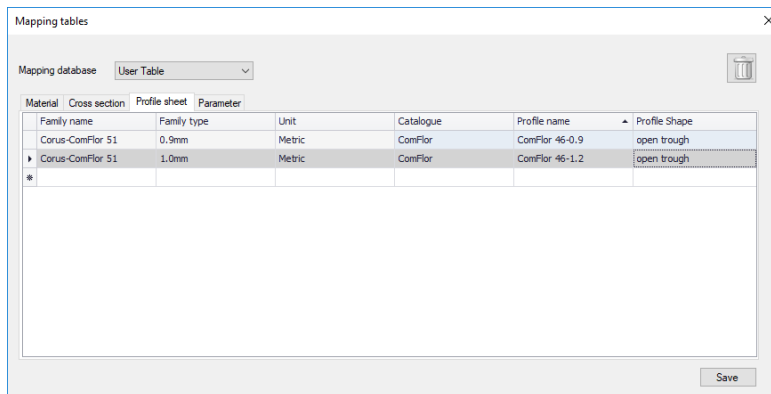 Mapping tables
Mapping database User Table
Material Cross section Profile sheet Parameter
Family name Family type Unit Catalogue Profile name Profile Shape
Corus-ComFlor 51 0.9mm Metric ComFlor ComFlor 46-0.9 open trough
Corus-ComFlor 51 1.0mm Metric ComFlor ComFlor 46-1.2 open trough
Save